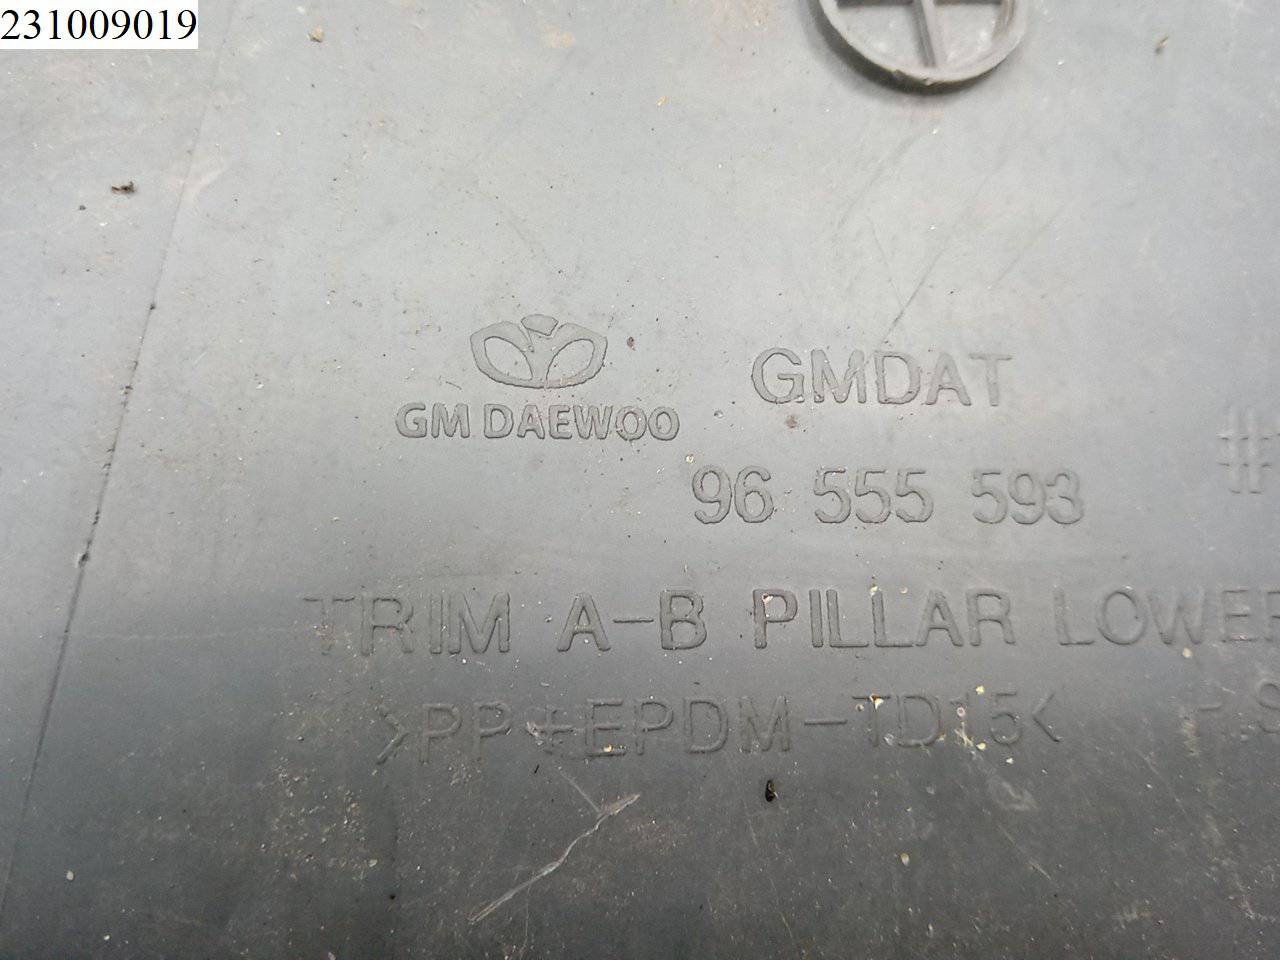 231009019
GM DAEWOO
GMDAT
96 555 593
TRIM A-B PILLAR LOWER
>PP+EPDM-TD15<